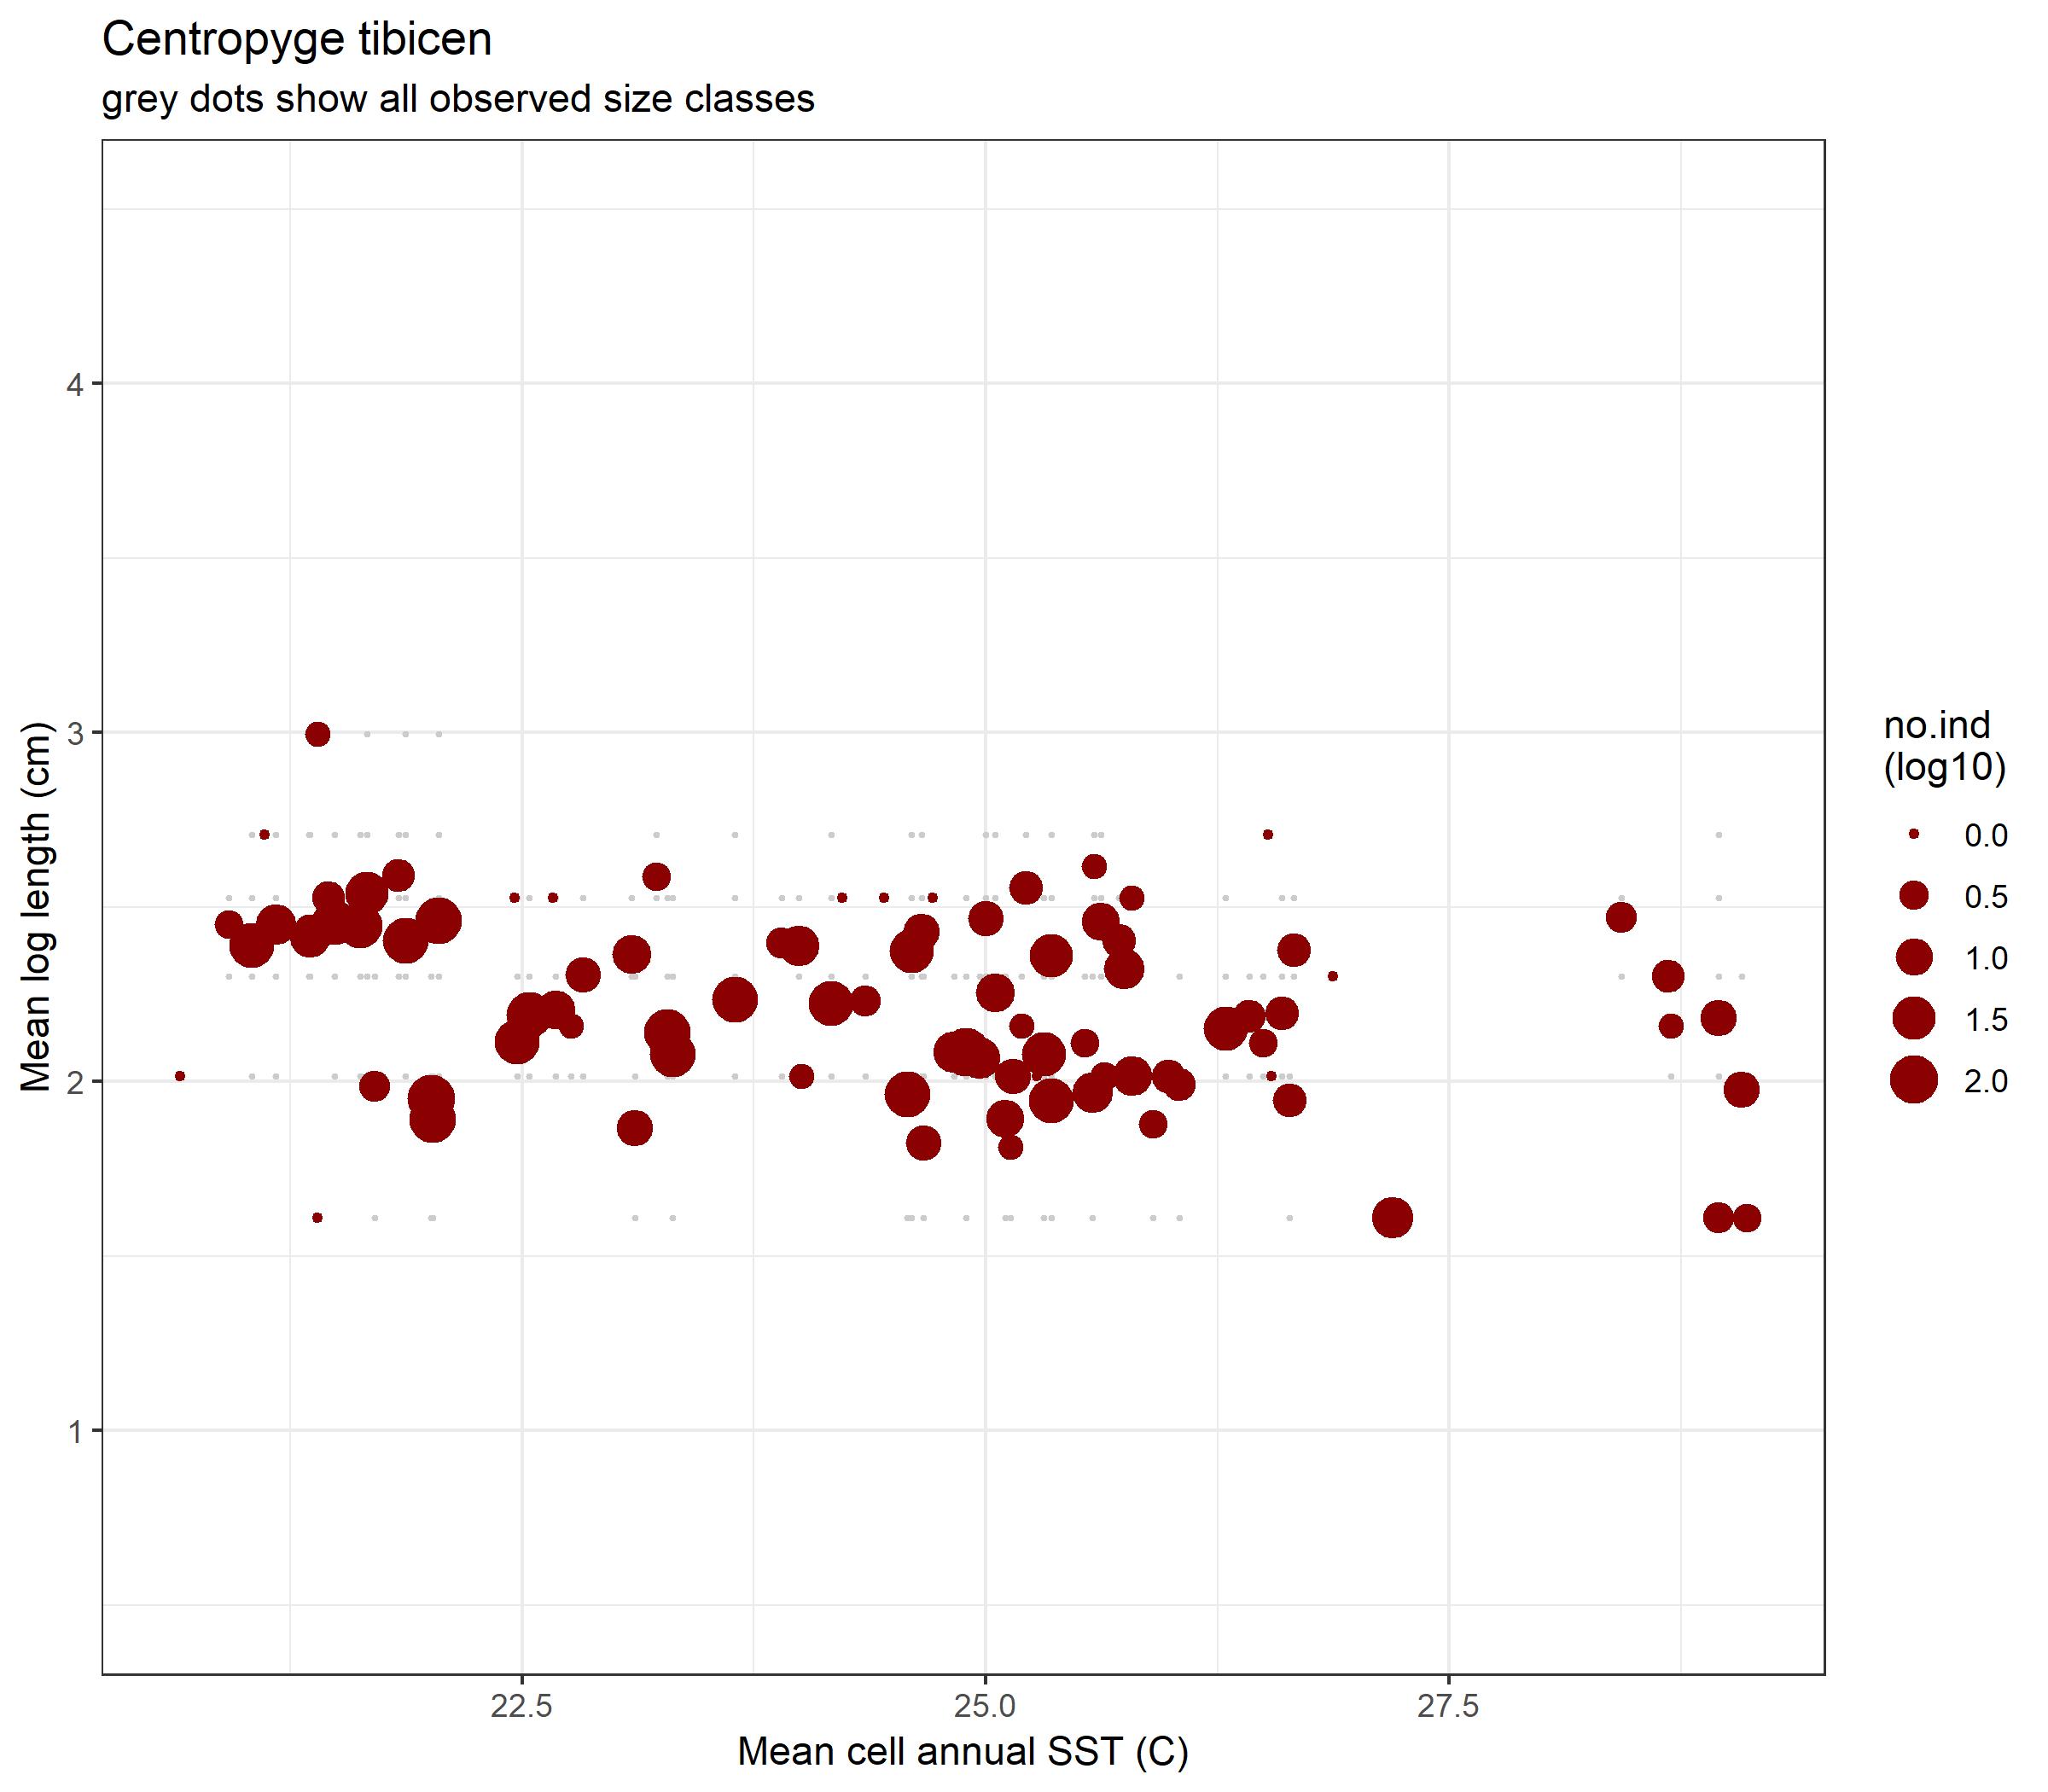 Centropyge tibicen
grey dots show all observed size classes
Mean log length (cm)
4
3
2
1
22.5 25.0 27.5
Mean cell annual SST (C)
no.ind
(log10)
0.0
0.5
1.0
1.5
2.0